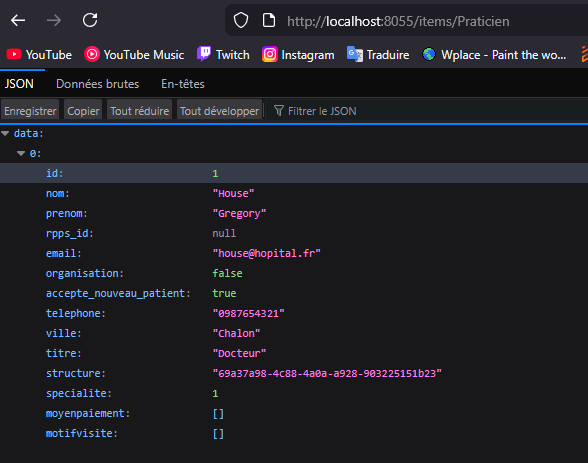 http://localhost:8055/items/Praticien
YouTube YouTube Music Twitch Instagram Traduire Wplace - Paint the wo...
JSON Données brutes En-têtes
Enregistrer Copier Tout réduire Tout développer Filtrer le JSON
data:
0:
id: 1
nom: "House"
prenom: "Gregory"
rpps_id: null
email: "house@hopital.fr"
organisation: false
accepte_nouveau_patient: true
telephone: "0987654321"
ville: "Chalon"
titre: "Docteur"
structure: "69a37a98-4c88-4a0a-a928-903225151b23"
specialite: 1
moyenpaiement: []
motifvisite: []